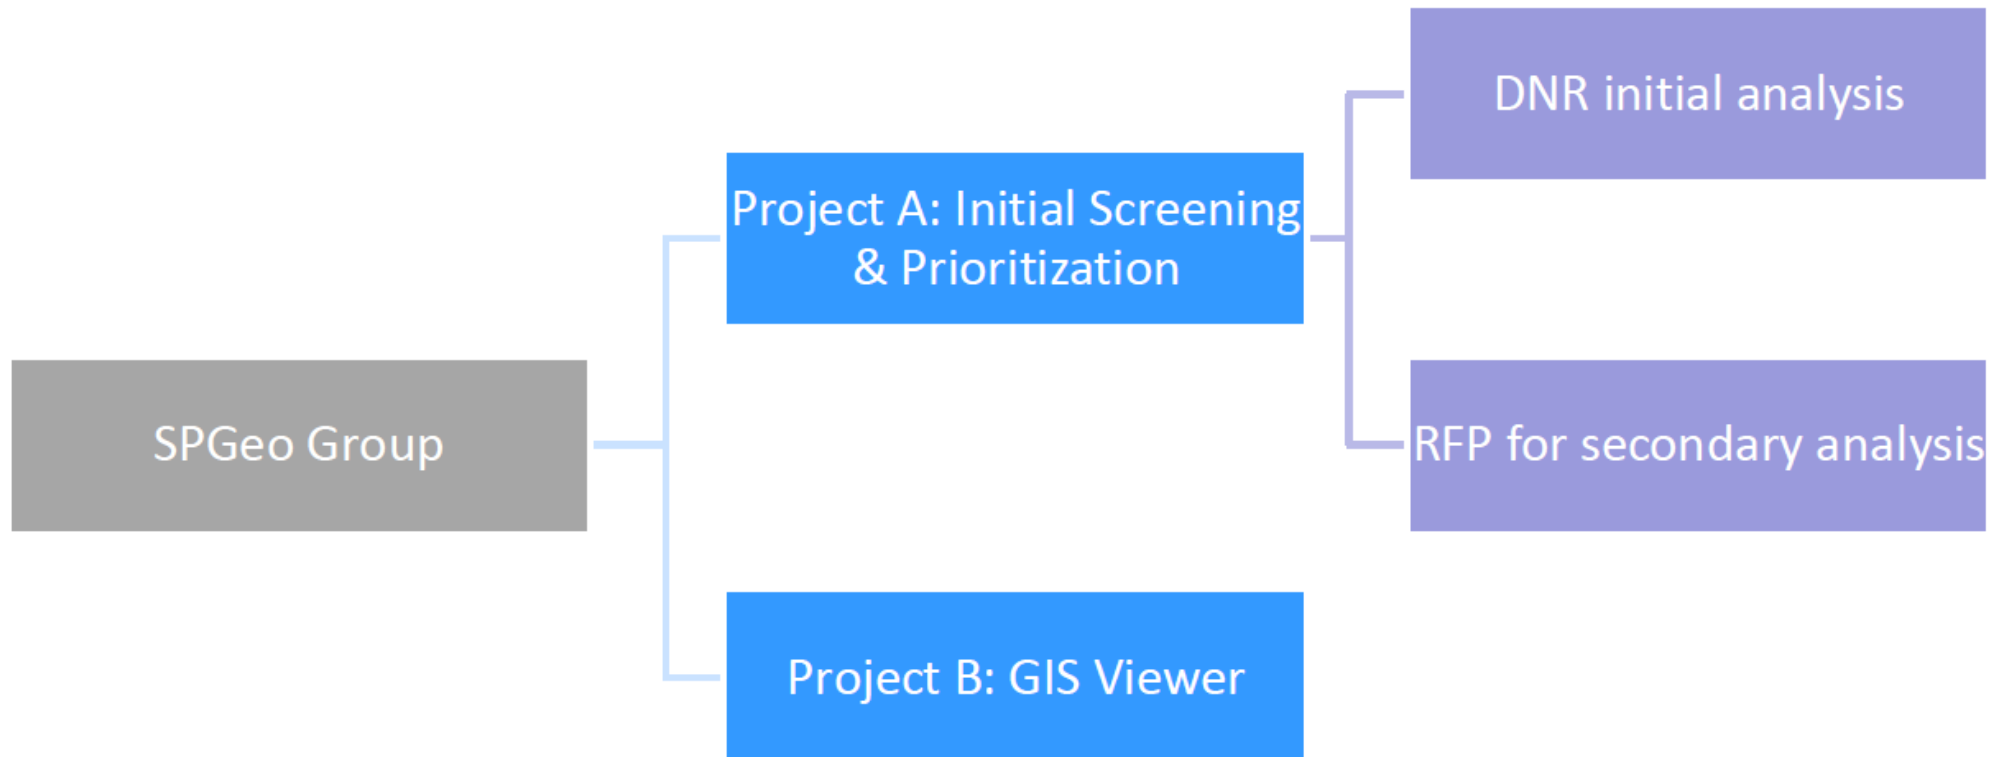 DNR initial analysis
Project A: Initial Screening
& Prioritization
SPGeo Group
RFP for secondary analysis
Project B: GIS Viewer